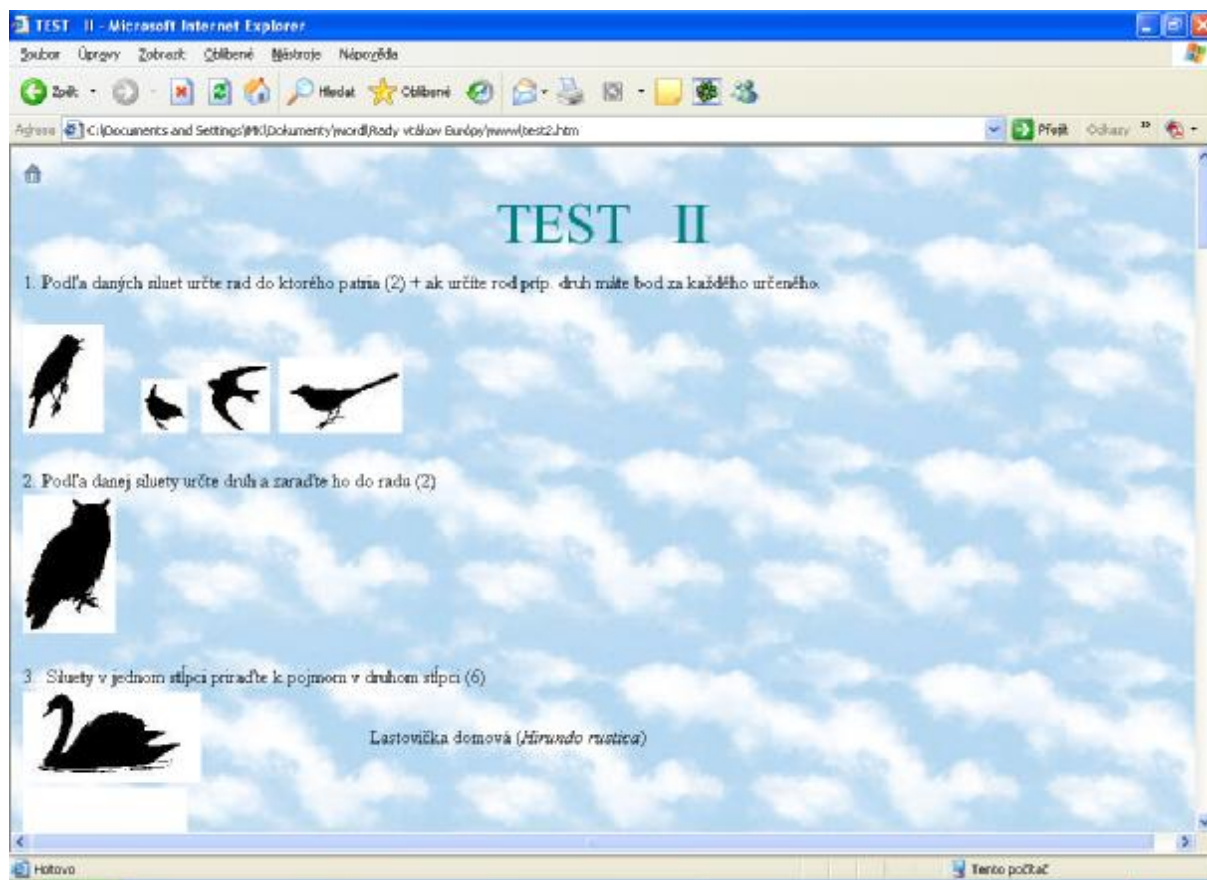 TEST II - Microsoft Internet Explorer
Soubor Úpravy Zobrazit Oblíbené Nástroje Nápověda
Zpět Hledat Oblíbené
Adresa C:\Documents and Settings\MK\Dokumenty\word\Rady vtákov Európy\www\test2.htm Přejít Odkazy »
TEST II
1. Podľa daných siluet určte rad do ktorého patria (2) + ak určíte rod príp. druh máte bod za každého určeného.
2. Podľa danej siluety určte druh a zaraďte ho do radu (2)
3. Siluety v jednom stĺpci priraďte k pojmom v druhom stĺpci (6)
Lastovička domová (Hirundo rustica)
Hotovo Tento počítač